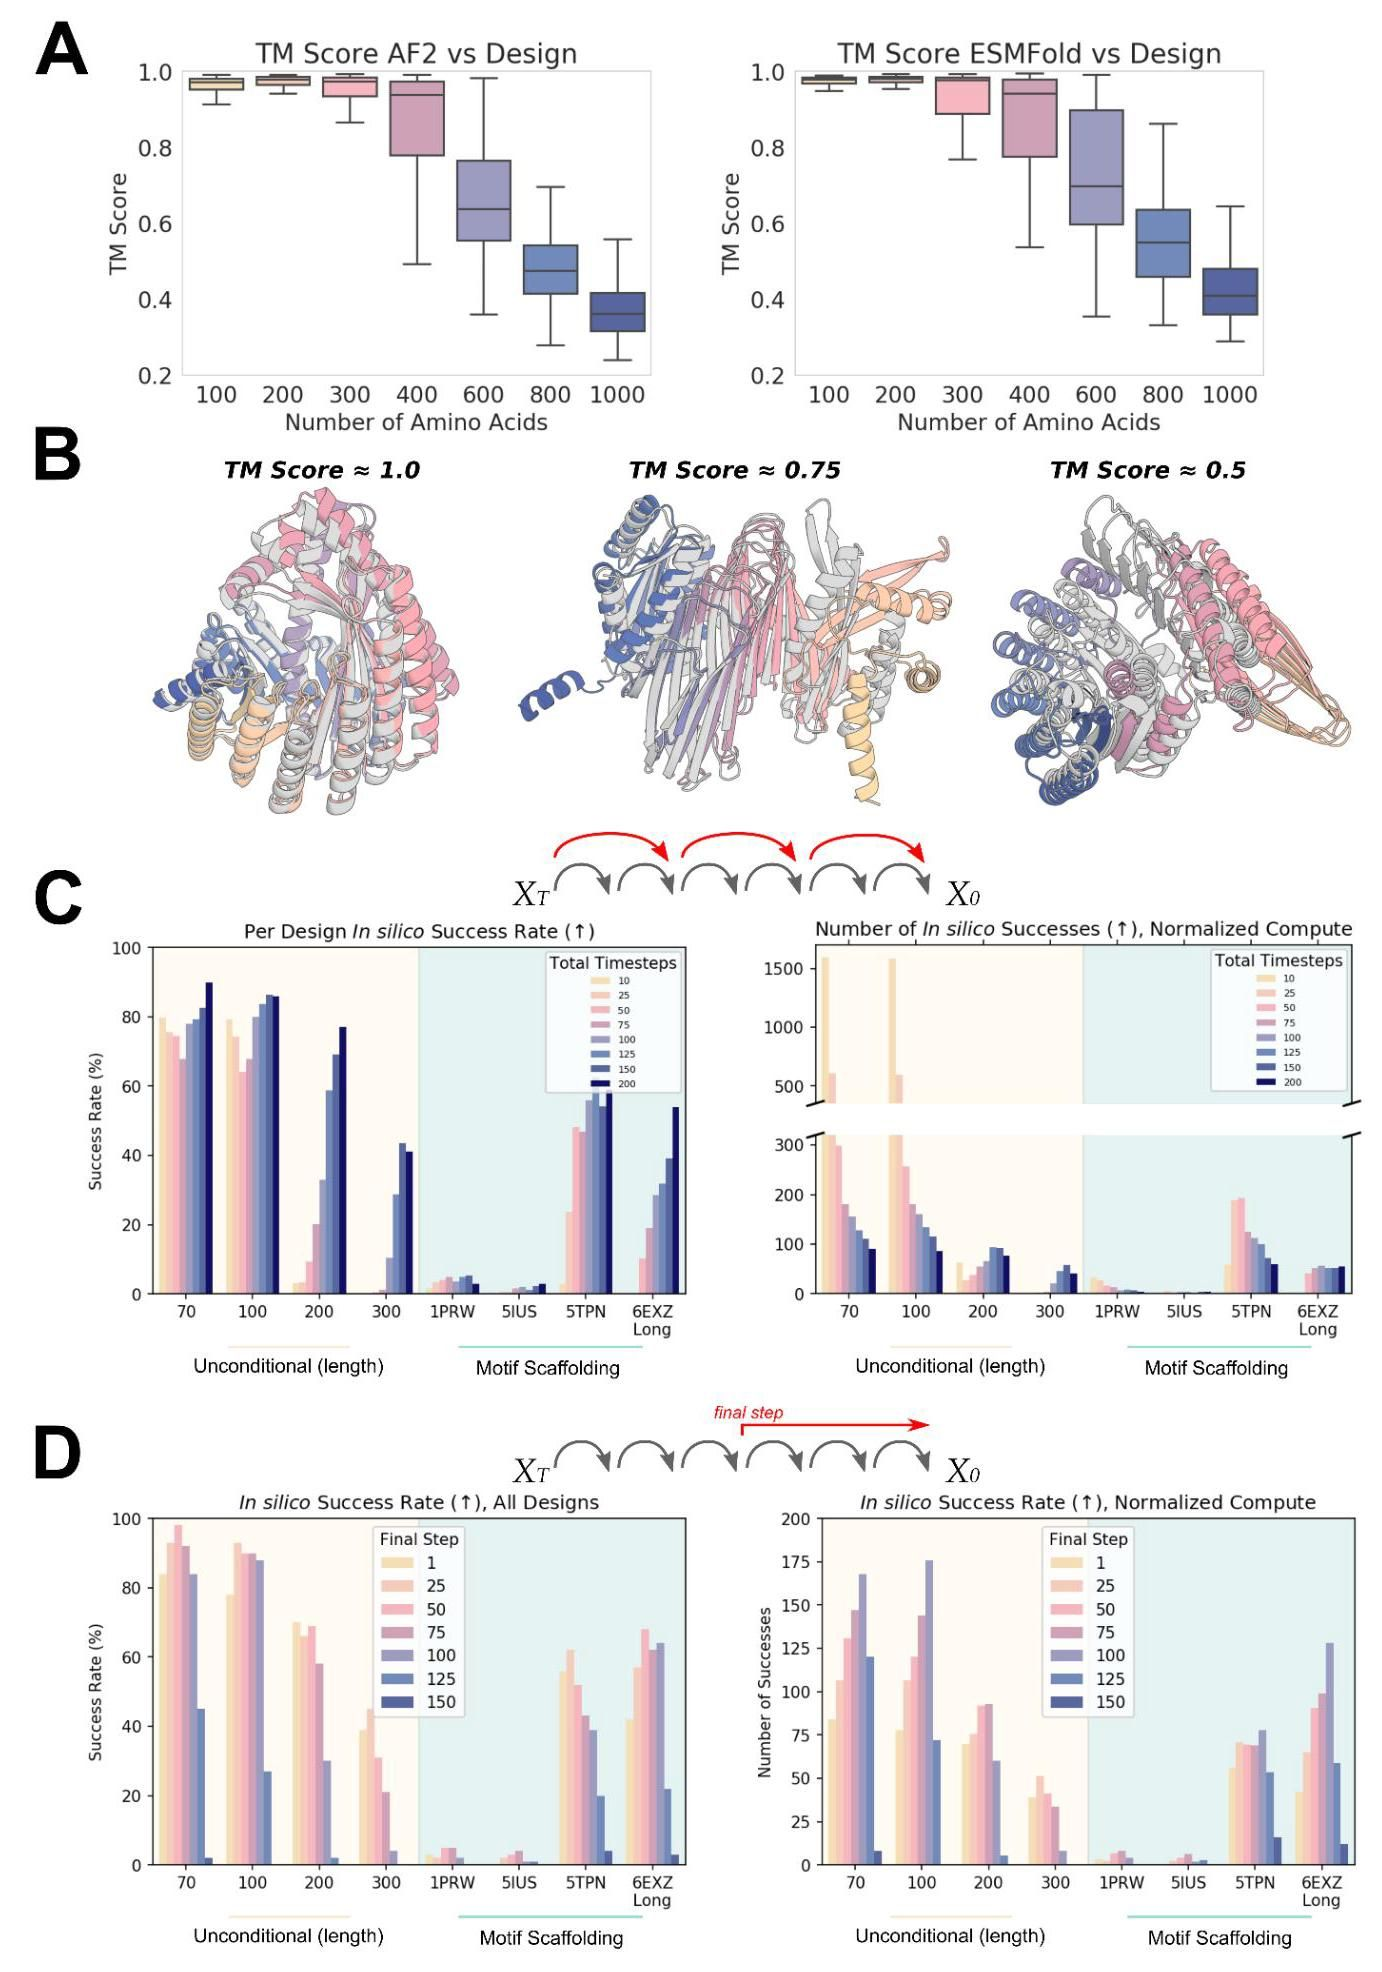 A
TM Score AF2 vs Design
TM Score
1.0
0.8
0.6
0.4
0.2
100 200 300 400 600 800 1000
Number of Amino Acids
TM Score ESMFold vs Design
TM Score
1.0
0.8
0.6
0.4
0.2
100 200 300 400 600 800 1000
Number of Amino Acids
B
TM Score ≈ 1.0
TM Score ≈ 0.75
TM Score ≈ 0.5
C
XT
X0
Per Design In silico Success Rate (↑)
Success Rate (%)
100
80
60
40
20
0
Total Timesteps
10
25
50
75
100
125
150
200
70 100 200 300 1PRW 5IUS 5TPN 6EXZ
Long
Unconditional (length)
Motif Scaffolding
Number of In silico Successes (↑), Normalized Compute
1500
1000
500
300
200
100
0
Total Timesteps
10
25
50
75
100
125
150
200
70 100 200 300 1PRW 5IUS 5TPN 6EXZ
Long
Unconditional (length)
Motif Scaffolding
D
final step
XT
X0
In silico Success Rate (↑), All Designs
Success Rate (%)
100
80
60
40
20
0
Final Step
1
25
50
75
100
125
150
70 100 200 300 1PRW 5IUS 5TPN 6EXZ
Long
Unconditional (length)
Motif Scaffolding
In silico Success Rate (↑), Normalized Compute
Number of Successes
200
175
150
125
100
75
50
25
0
Final Step
1
25
50
75
100
125
150
70 100 200 300 1PRW 5IUS 5TPN 6EXZ
Long
Unconditional (length)
Motif Scaffolding